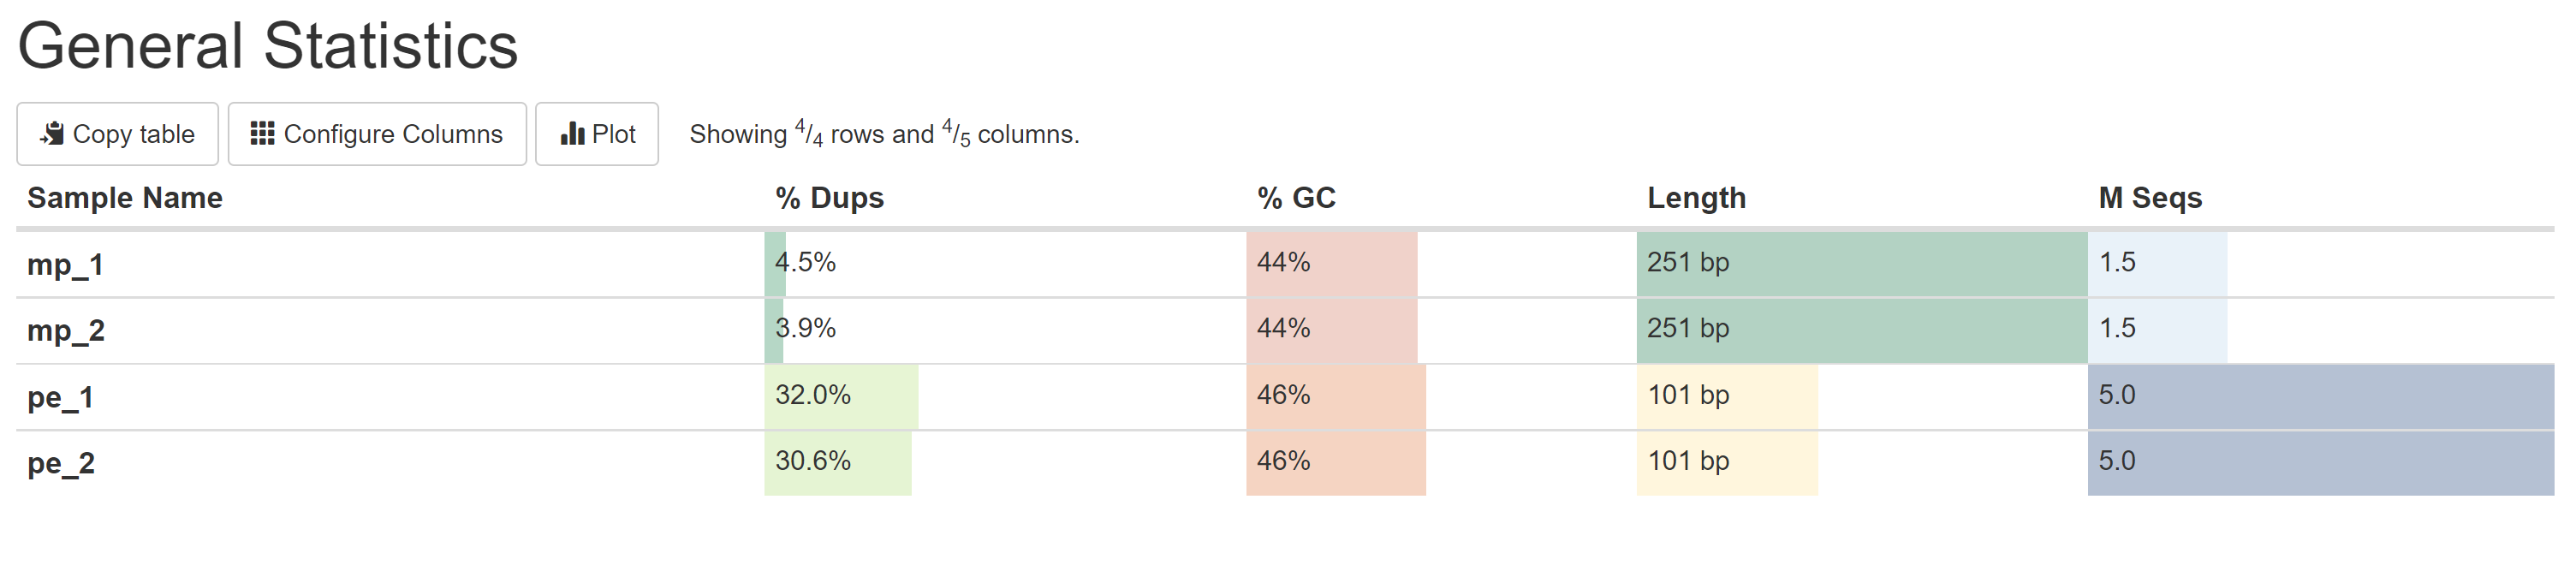 General Statistics
Copy table Configure Columns Plot Showing 4/4 rows and 4/5 columns.
Sample Name % Dups % GC Length M Seqs
mp_1 4.5% 44% 251 bp 1.5
mp_2 3.9% 44% 251 bp 1.5
pe_1 32.0% 46% 101 bp 5.0
pe_2 30.6% 46% 101 bp 5.0